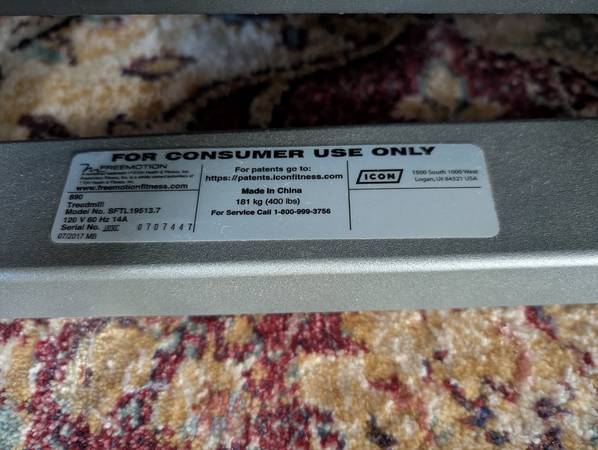 FOR CONSUMER USE ONLY
FREEMOTION
www.freemotionfitness.com
890
Treadmill
Model No. SFTL19513.7
120 V 60 Hz 14A
Serial No. 0707447
07/2017 MB
For patents go to:
https://patents.iconfitness.com
Made in China
181 kg (400 lbs)
For Service Call 1-800-999-3756
ICON
1500 South 1000 West
Logan, Ut 84321 USA